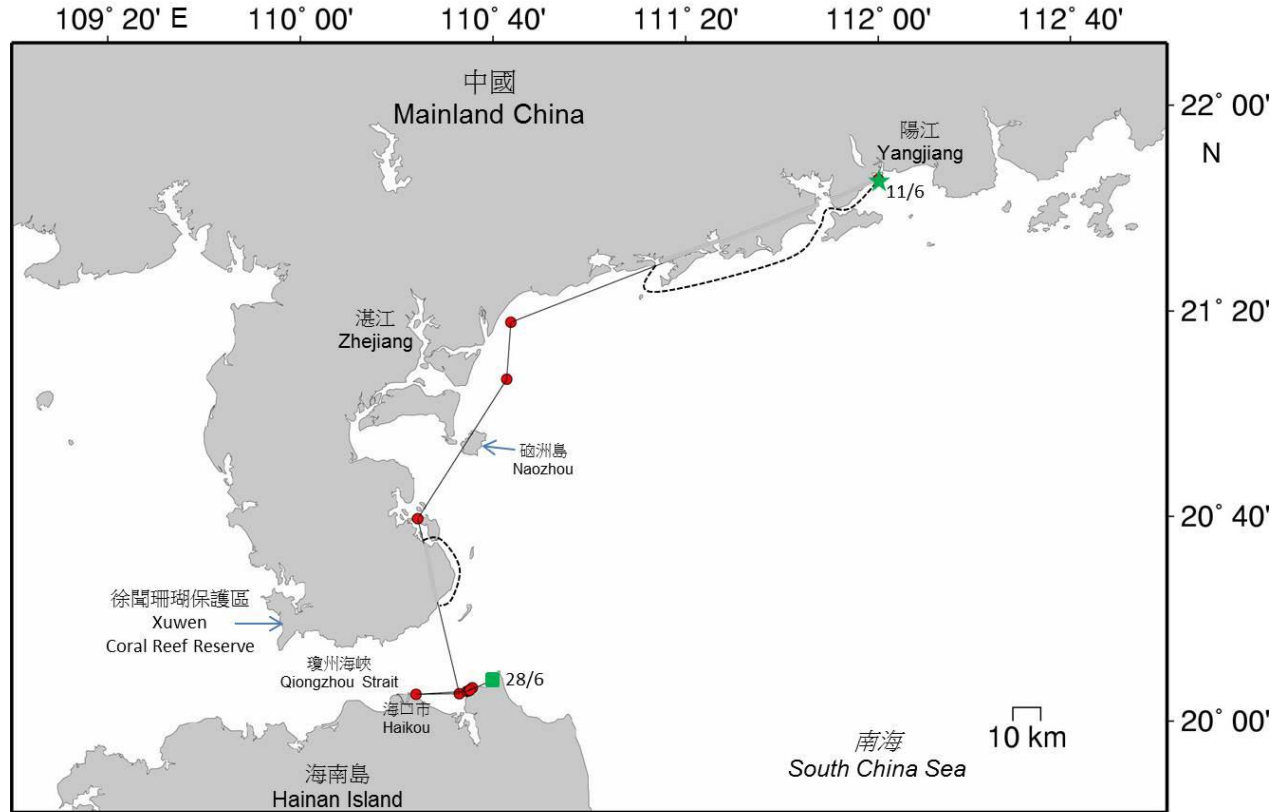 109° 20' E
110° 00'
110° 40'
111° 20'
112° 00'
112° 40'
中國
Mainland China
22° 00'
N
陽江
Yangjiang
11/6
湛江
Zhejiang
21° 20'
硇洲島
Naozhou
20° 40'
徐聞珊瑚保護區
Xuwen
Coral Reef Reserve
瓊州海峽
Qiongzhou Strait
28/6
海口市
Haikou
20° 00'
10 km
南海
South China Sea
海南島
Hainan Island